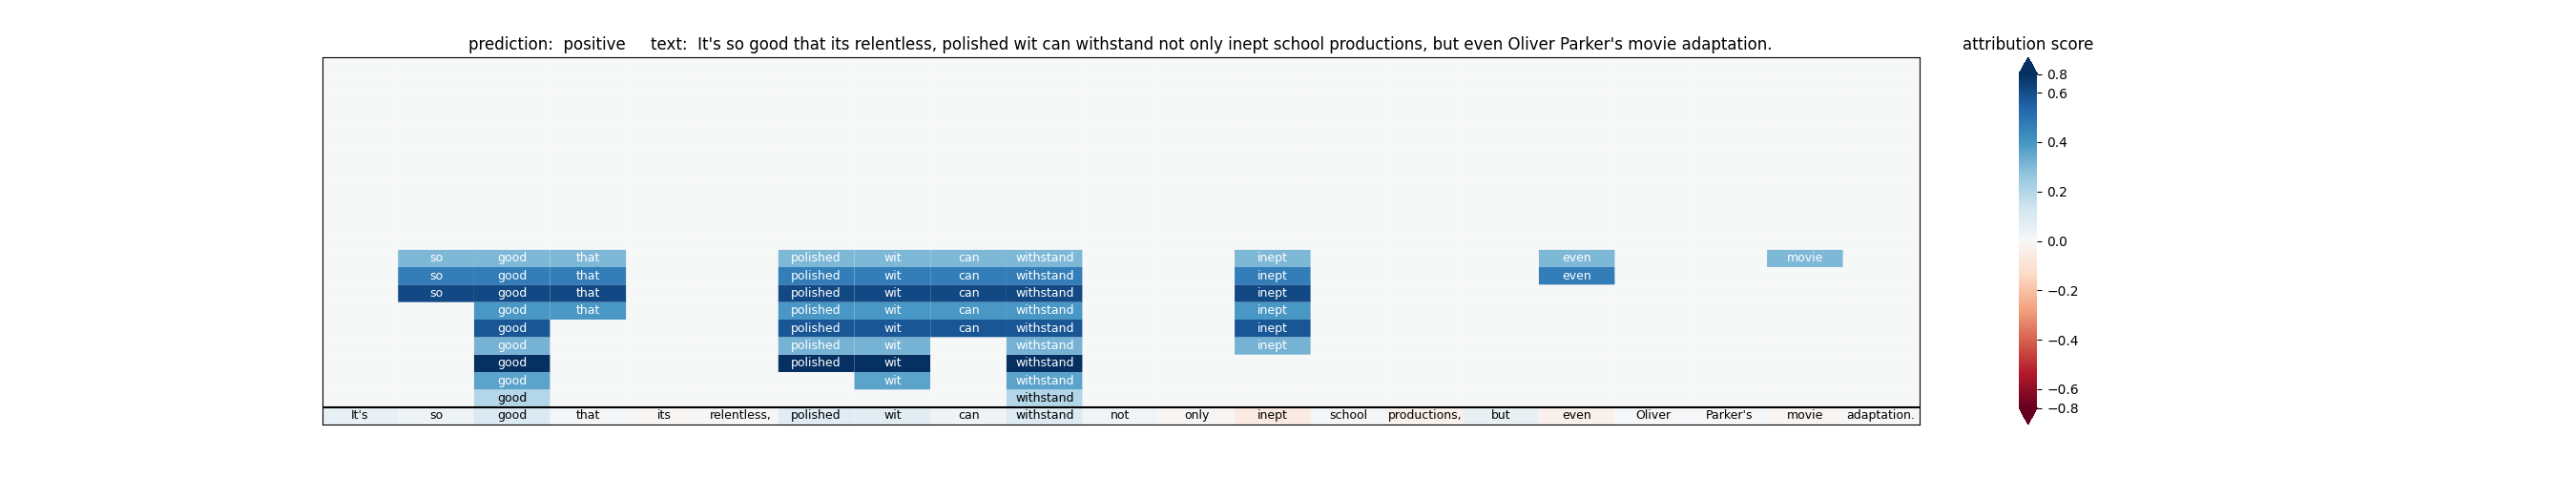 prediction: positive text: It's so good that its relentless, polished wit can withstand not only inept school productions, but even Oliver Parker's movie adaptation.
attribution score
0.8
0.6
0.4
0.2
0.0
−0.2
−0.4
−0.6
−0.8
so good that polished wit can withstand inept even movie
so good that polished wit can withstand inept even
so good that polished wit can withstand inept
good that polished wit can withstand inept
good polished wit can withstand inept
good polished wit withstand inept
good polished wit withstand
good wit withstand
good withstand
It's so good that its relentless, polished wit can withstand not only inept school productions, but even Oliver Parker's movie adaptation.